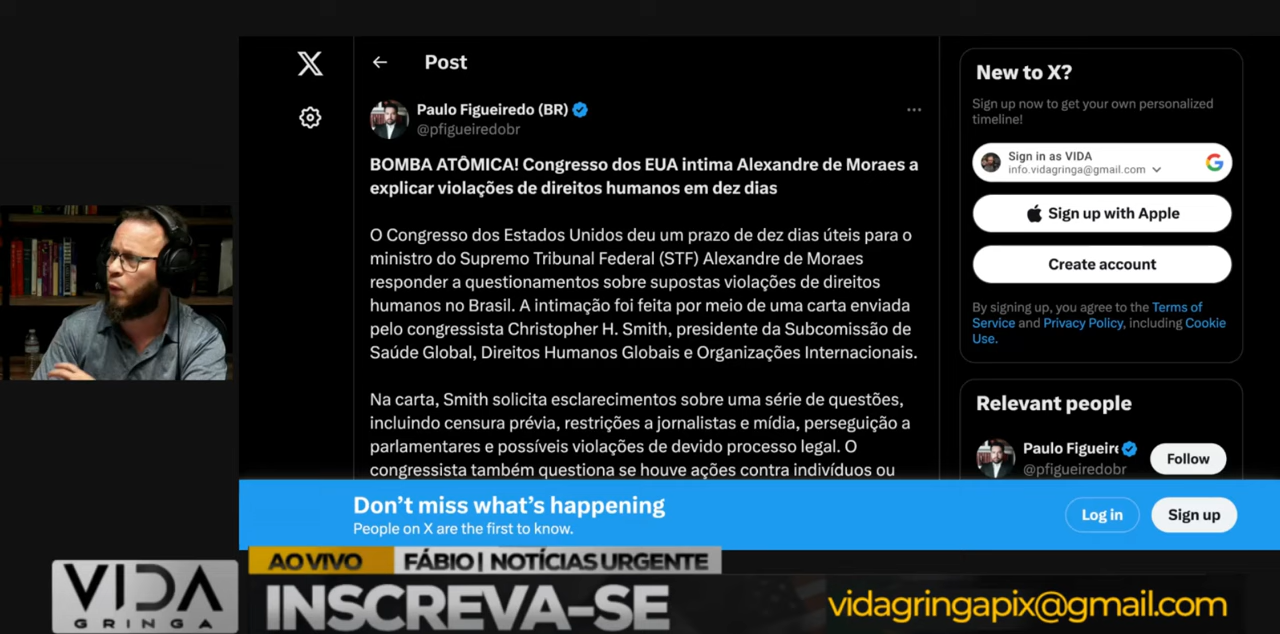 Post
Paulo Figueiredo (BR)
@pfigueiredobr
BOMBA ATÔMICA! Congresso dos EUA intima Alexandre de Moraes a
explicar violações de direitos humanos em dez dias
O Congresso dos Estados Unidos deu um prazo de dez dias úteis para o
ministro do Supremo Tribunal Federal (STF) Alexandre de Moraes
responder a questionamentos sobre supostas violações de direitos
humanos no Brasil. A intimação foi feita por meio de uma carta enviada
pelo congressista Christopher H. Smith, presidente da Subcomissão de
Saúde Global, Direitos Humanos Globais e Organizações Internacionais.
Na carta, Smith solicita esclarecimentos sobre uma série de questões,
incluindo censura prévia, restrições a jornalistas e mídia, perseguição a
parlamentares e possíveis violações de devido processo legal. O
congressista também questiona se houve ações contra indivíduos ou
New to X?
Sign up now to get your own personalized
timeline!
Sign in as VIDA
info.vidagringa@gmail.com
Sign up with Apple
Create account
By signing up, you agree to the Terms of
Service and Privacy Policy, including Cookie
Use.
Relevant people
Paulo Figueire
@pfigueiredobr
Follow
Don’t miss what’s happening
People on X are the first to know.
Log in
Sign up
AO VIVO
FÁBIO | NOTÍCIAS URGENTE
VIDA
GRINGA
INSCREVA-SE
vidagringapix@gmail.com